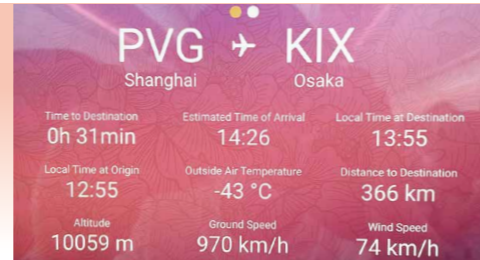 PVG ✈ KIX
Shanghai Osaka
Time to Destination Estimated Time of Arrival Local Time at Destination
0h 31min 14:26 13:55
Local Time at Origin Outside Air Temperature Distance to Destination
12:55 -43 °C 366 km
Altitude Ground Speed Wind Speed
10059 m 970 km/h 74 km/h